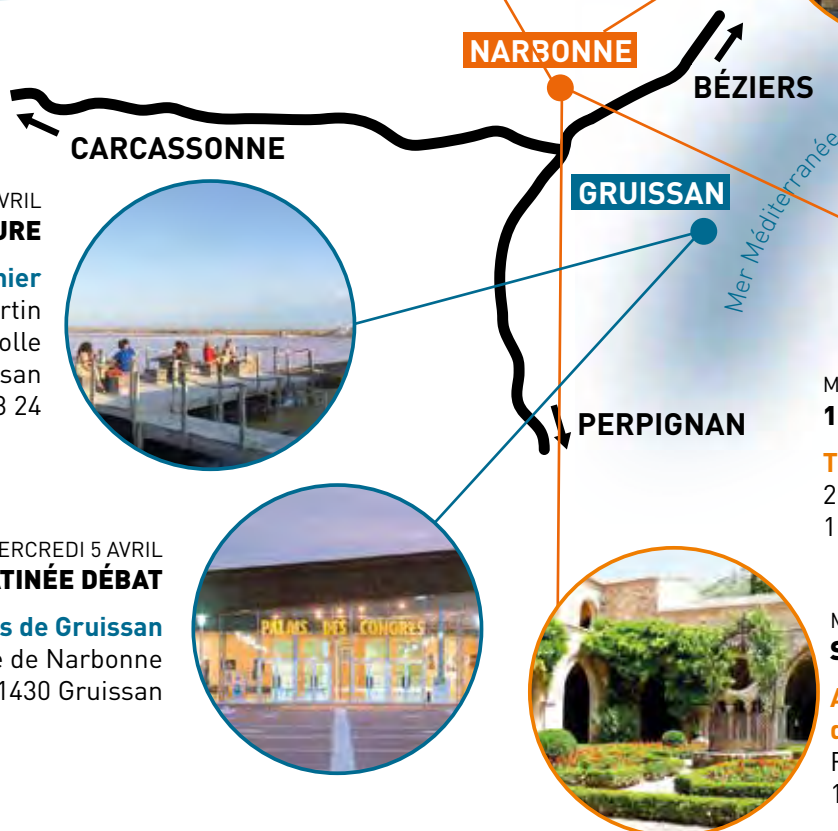 NARBONNE
BÉZIERS
CARCASSONNE
GRUISSAN
Mer Méditerranée
VRIL
URE
nier
rtin
olle
san
3 24
PERPIGNAN
M
1
T
2
1
ERCREDI 5 AVRIL
TINÉE DÉBAT
s de Gruissan
e de Narbonne
1430 Gruissan
PALAIS DES CONGRES
M
S
A
d
F
1